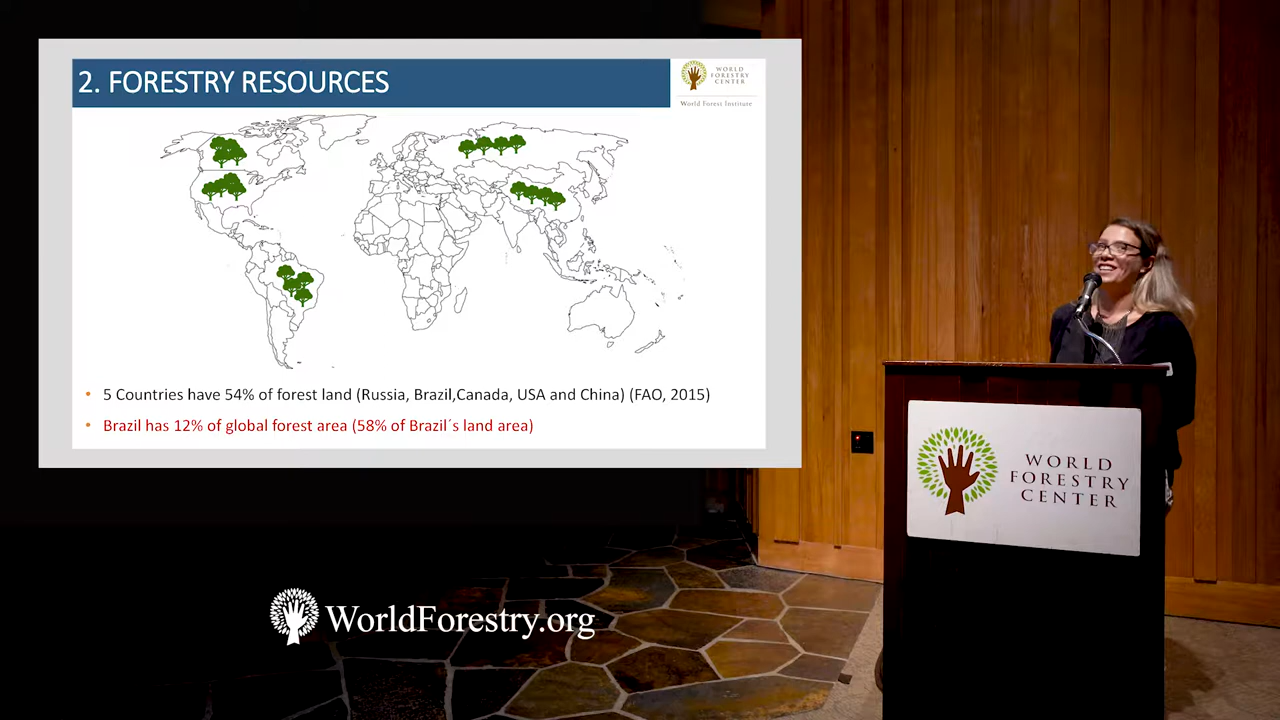 2. FORESTRY RESOURCES
WORLD
FORESTRY
CENTER
World Forest Institute
• 5 Countries have 54% of forest land (Russia, Brazil,Canada, USA and China) (FAO, 2015)
• Brazil has 12% of global forest area (58% of Brazil´s land area)
WORLD
FORESTRY
CENTER
WorldForestry.org